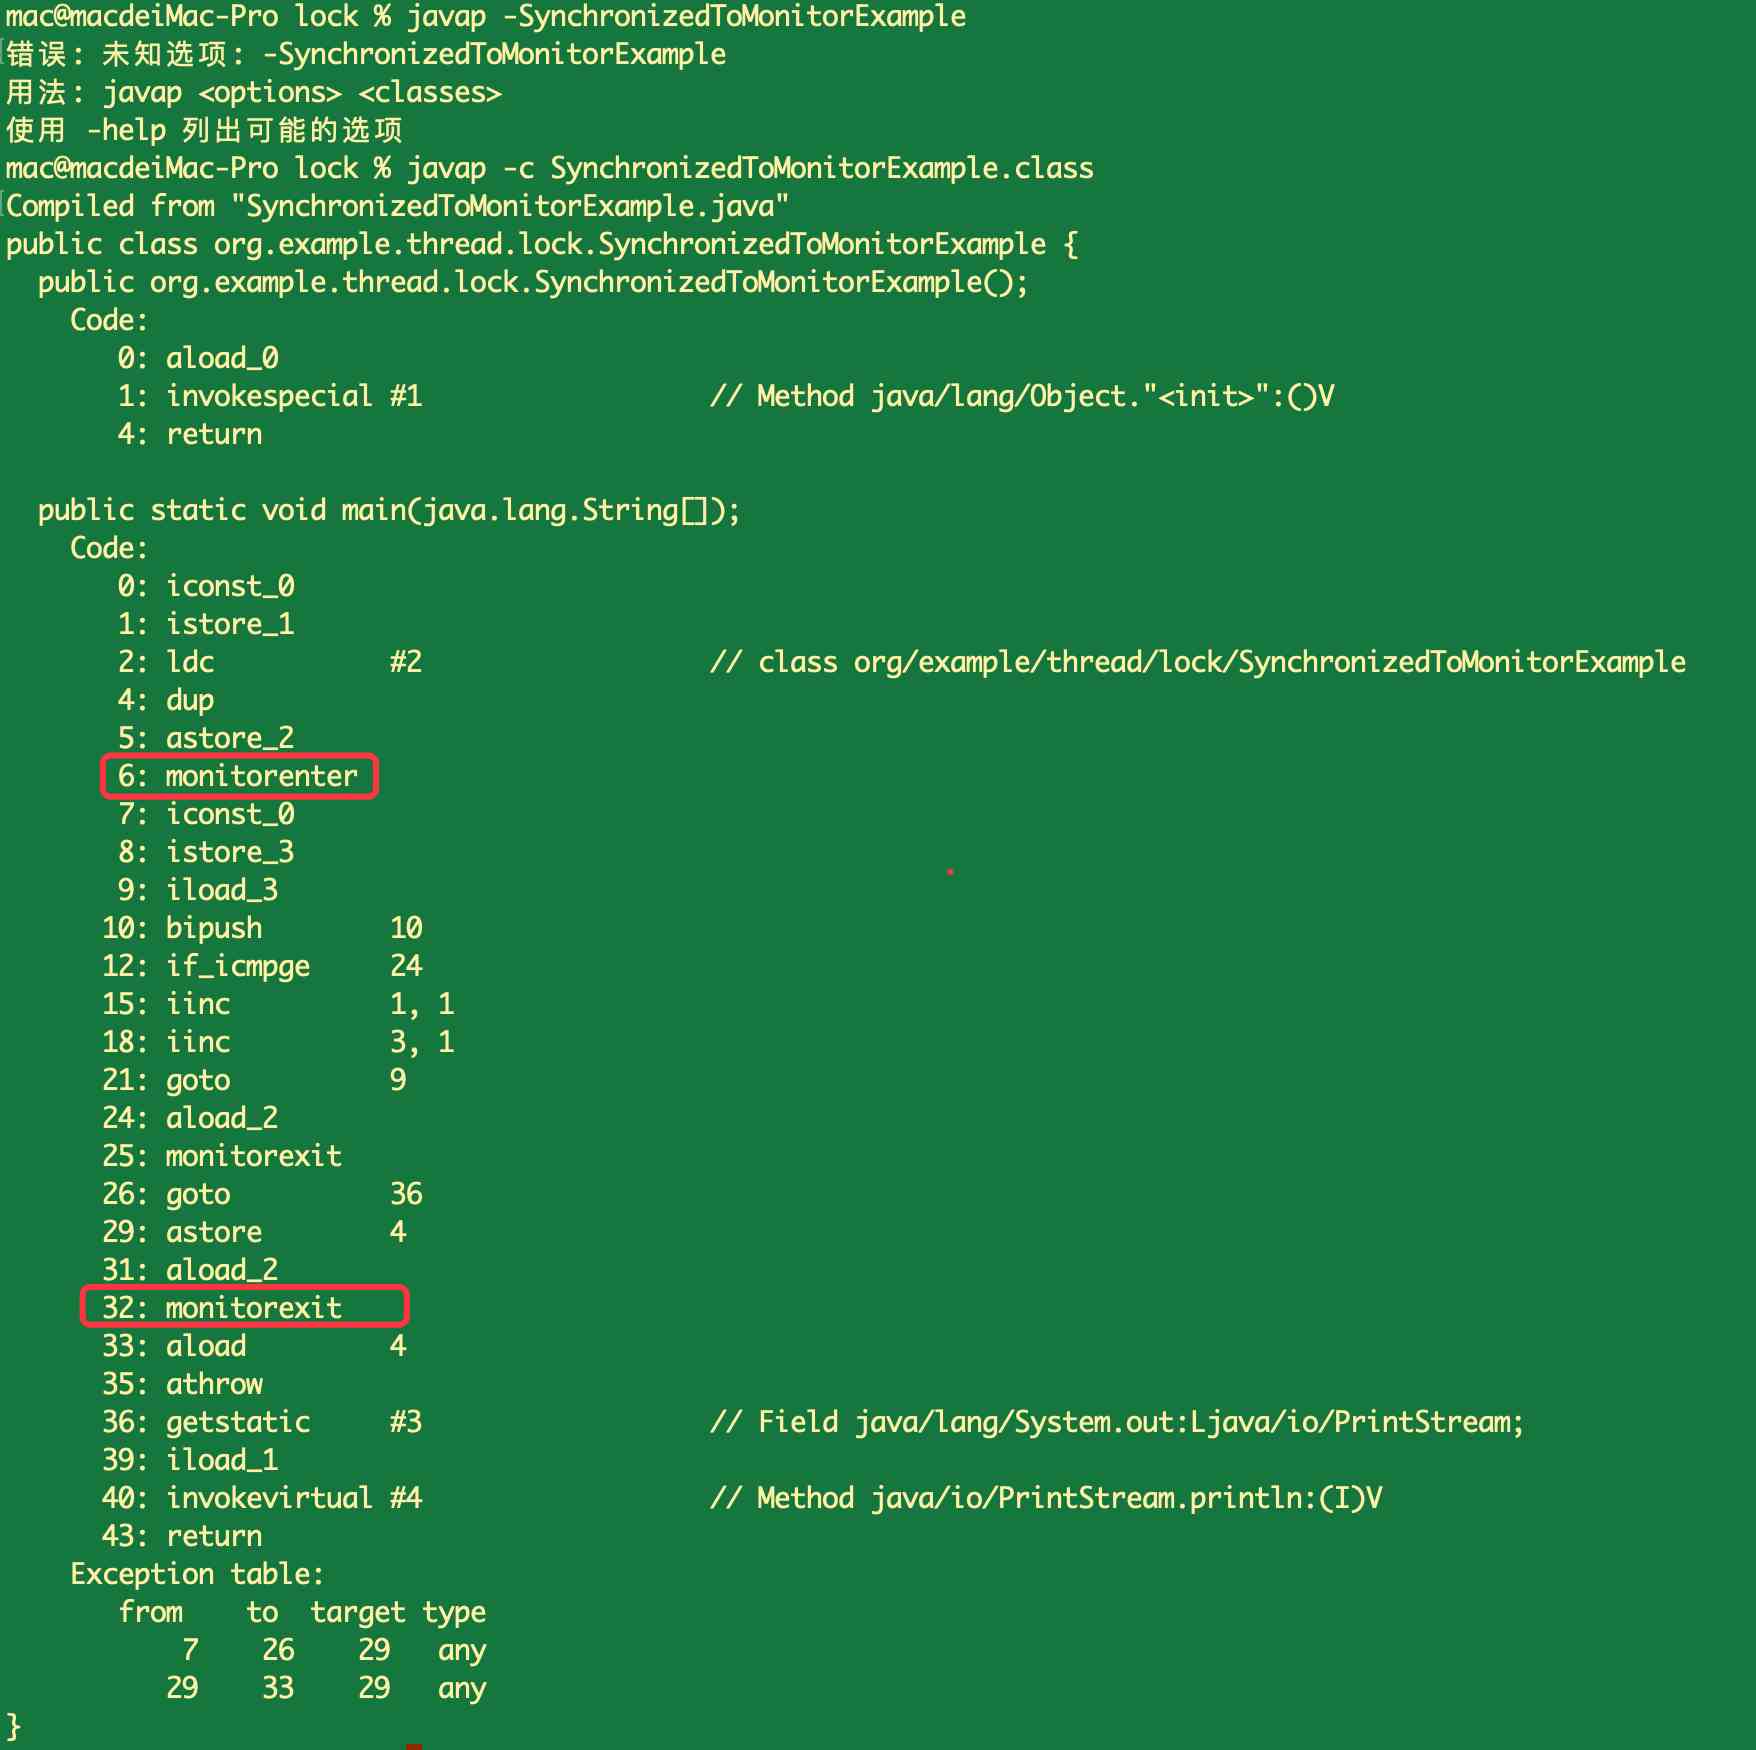 mac@macdeiMac-Pro lock % javap -SynchronizedToMonitorExample
错误: 未知选项: -SynchronizedToMonitorExample
用法: javap <options> <classes>
使用 -help 列出可能的选项
mac@macdeiMac-Pro lock % javap -c SynchronizedToMonitorExample.class
Compiled from "SynchronizedToMonitorExample.java"
public class org.example.thread.lock.SynchronizedToMonitorExample {
  public org.example.thread.lock.SynchronizedToMonitorExample();
    Code:
       0: aload_0
       1: invokespecial #1                  // Method java/lang/Object."<init>":()V
       4: return

  public static void main(java.lang.String[]);
    Code:
       0: iconst_0
       1: istore_1
       2: ldc           #2                  // class org/example/thread/lock/SynchronizedToMonitorExample
       4: dup
       5: astore_2
       6: monitorenter
       7: iconst_0
       8: istore_3
       9: iload_3
      10: bipush        10
      12: if_icmpge     24
      15: iinc          1, 1
      18: iinc          3, 1
      21: goto          9
      24: aload_2
      25: monitorexit
      26: goto          36
      29: astore        4
      31: aload_2
      32: monitorexit
      33: aload         4
      35: athrow
      36: getstatic     #3                  // Field java/lang/System.out:Ljava/io/PrintStream;
      39: iload_1
      40: invokevirtual #4                  // Method java/io/PrintStream.println:(I)V
      43: return
    Exception table:
       from    to  target type
           7    26    29   any
          29    33    29   any
}